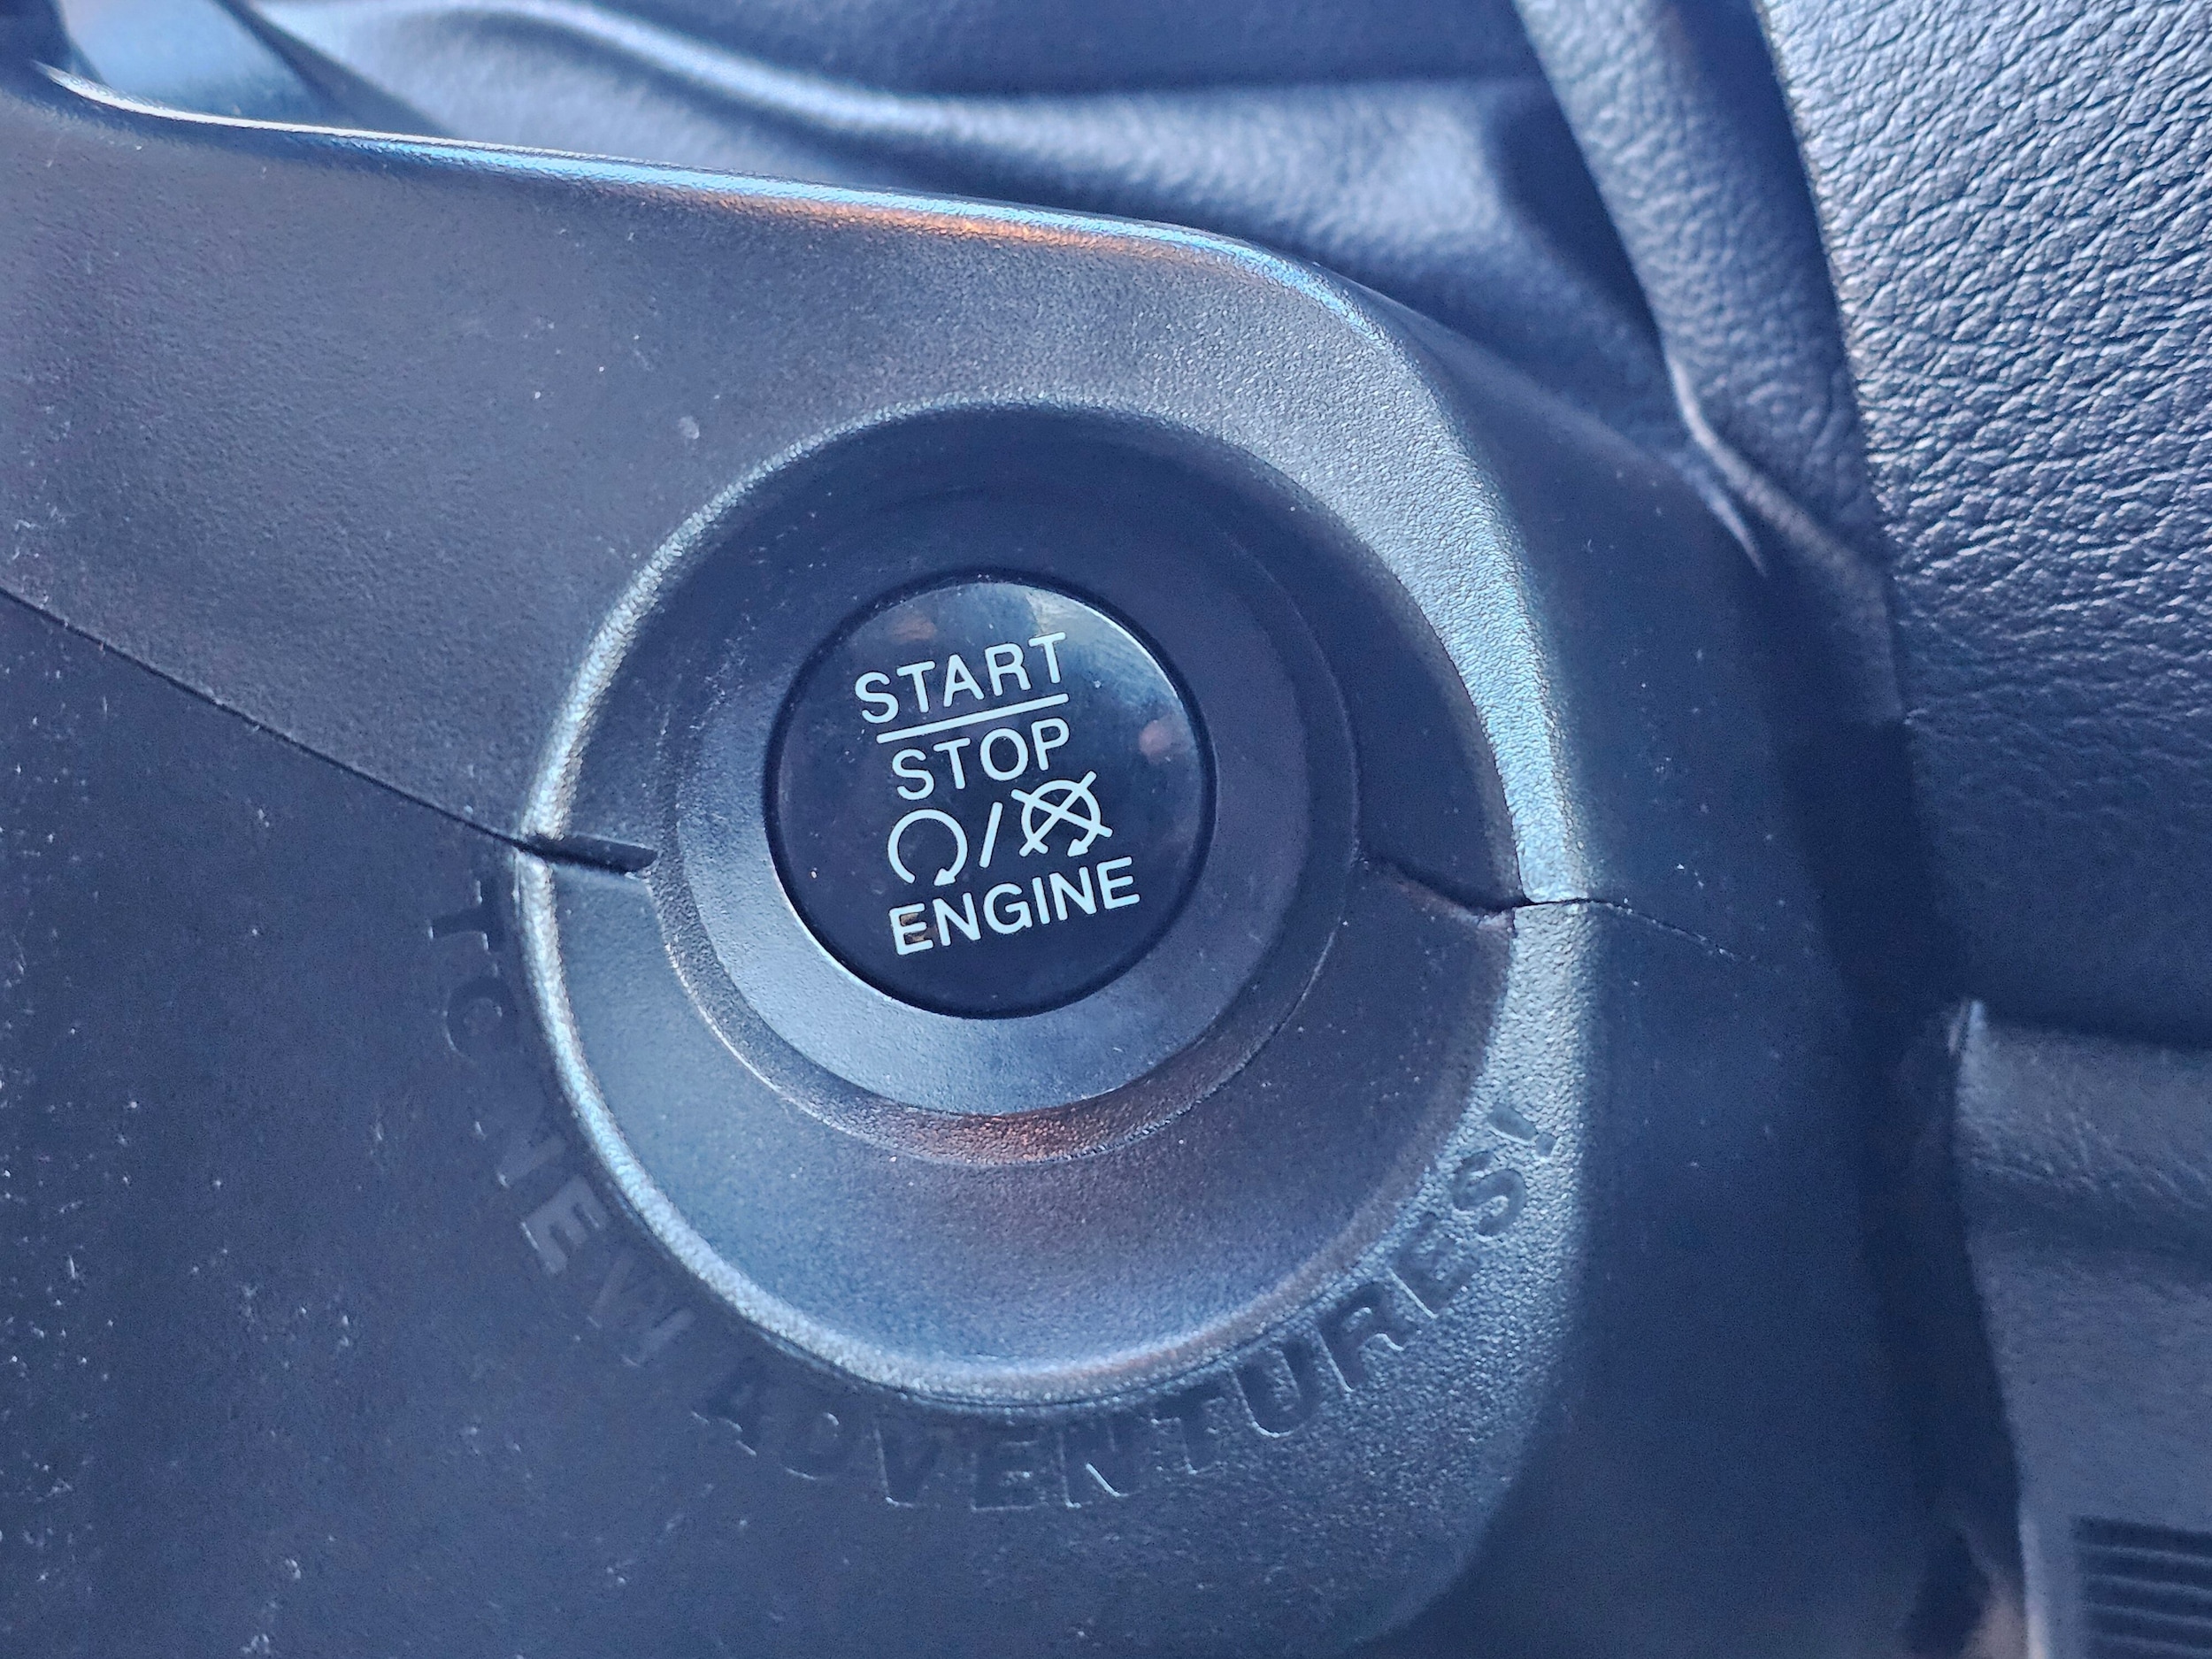 START
STOP
/
ENGINE
TO NEW ADVENTURES!